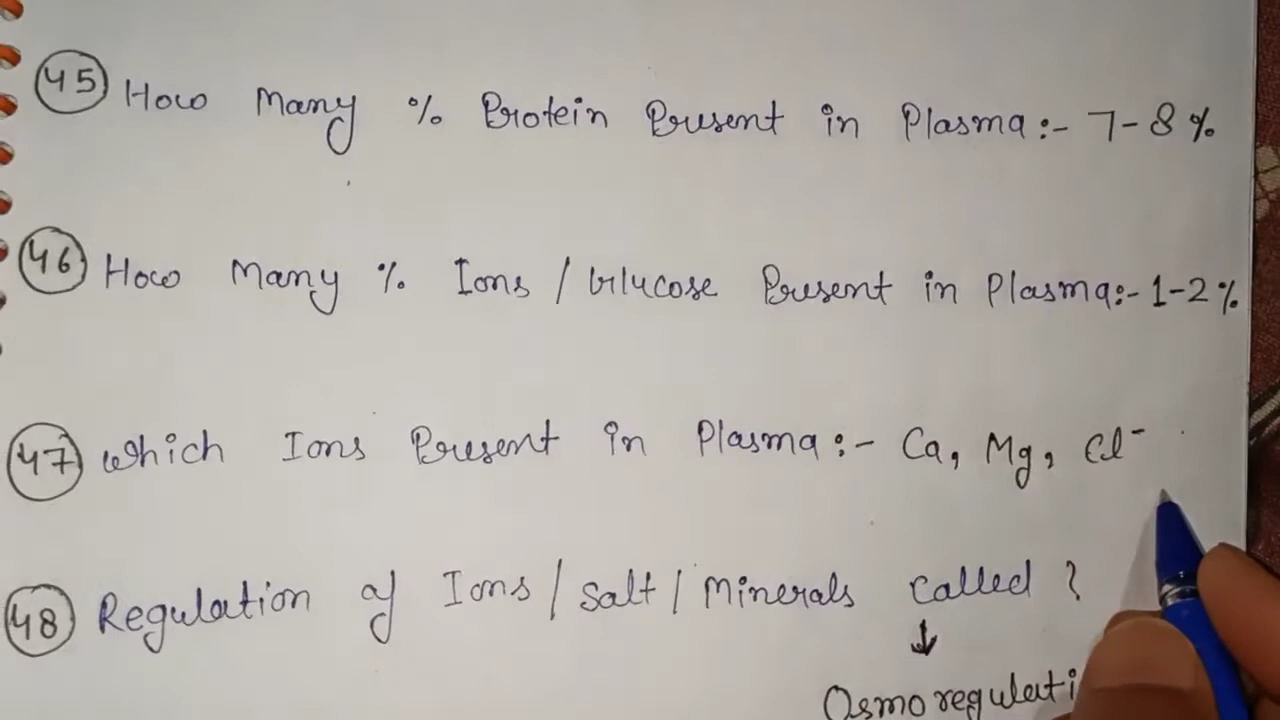 45 How Many % Protein Present in Plasma:- 7-8%
46 How Many % Ions / Glucose Present in Plasma:- 1-2%
47 which Ions Present in Plasma:- Ca, Mg, Cl⁻
48 Regulation of Ions / Salt / Minerals called ?
↓
Osmoregulati